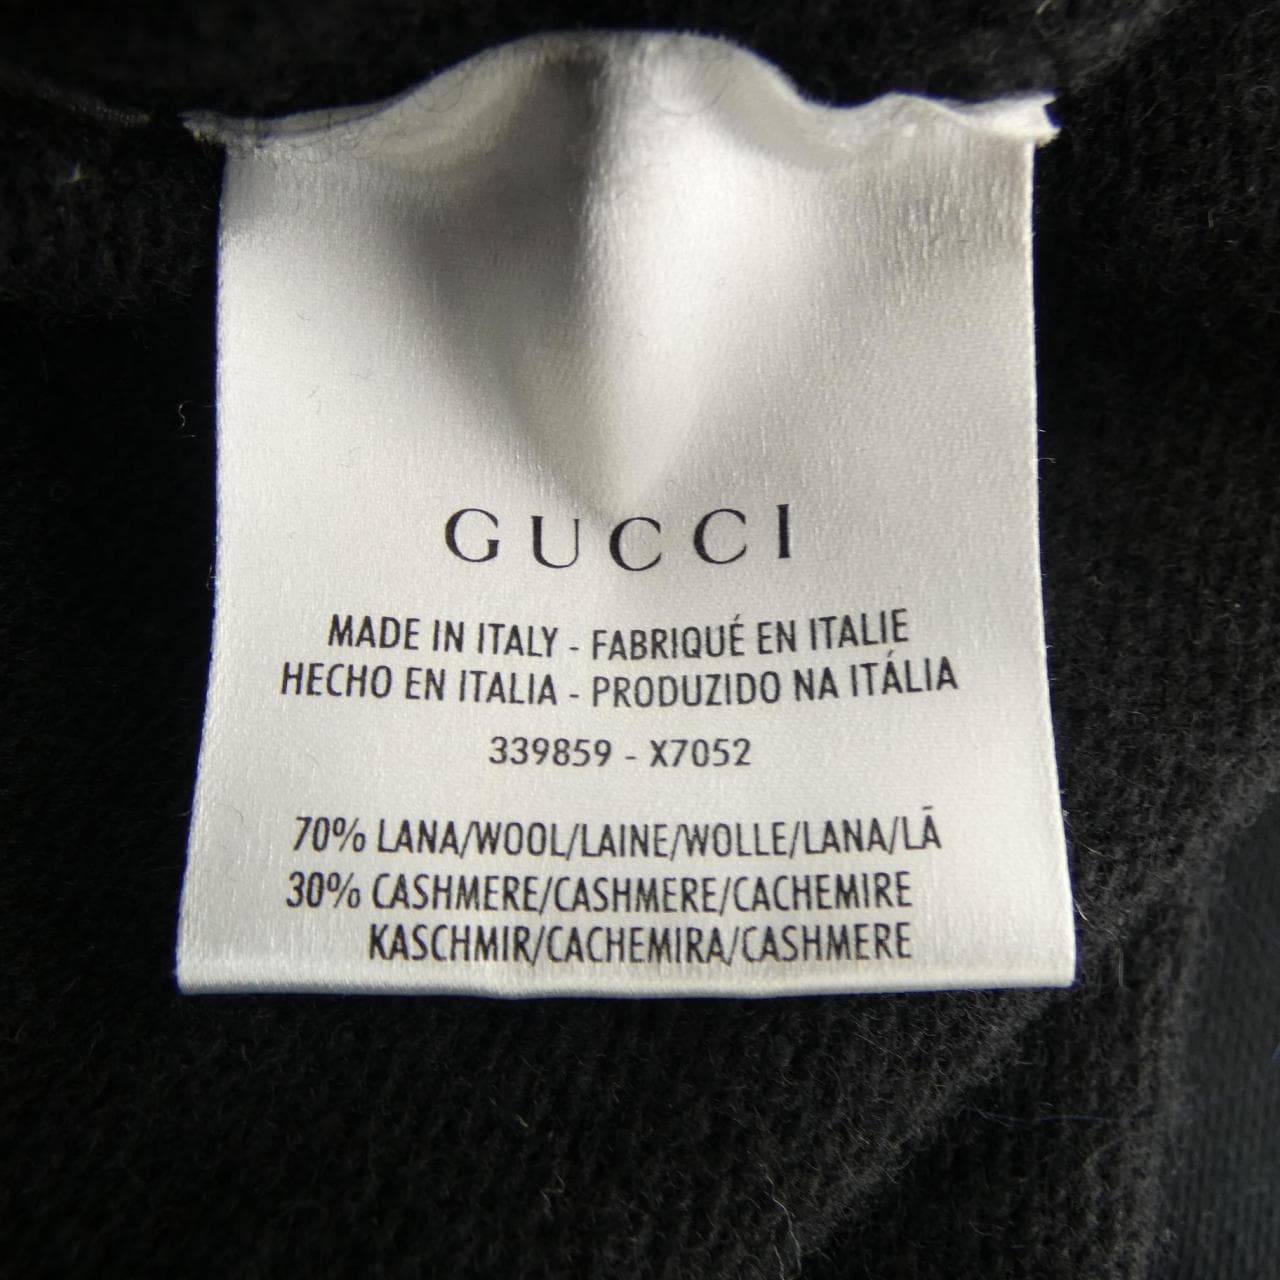 GUCCI
MADE IN ITALY - FABRIQUÉ EN ITALIE
HECHO EN ITALIA - PRODUZIDO NA ITÁLIA
339859 - X7052
70% LANA/WOOL/LAINE/WOLLE/LANA/LÃ
30% CASHMERE/CASHMERE/CACHEMIRE
KASCHMIR/CACHEMIRA/CASHMERE